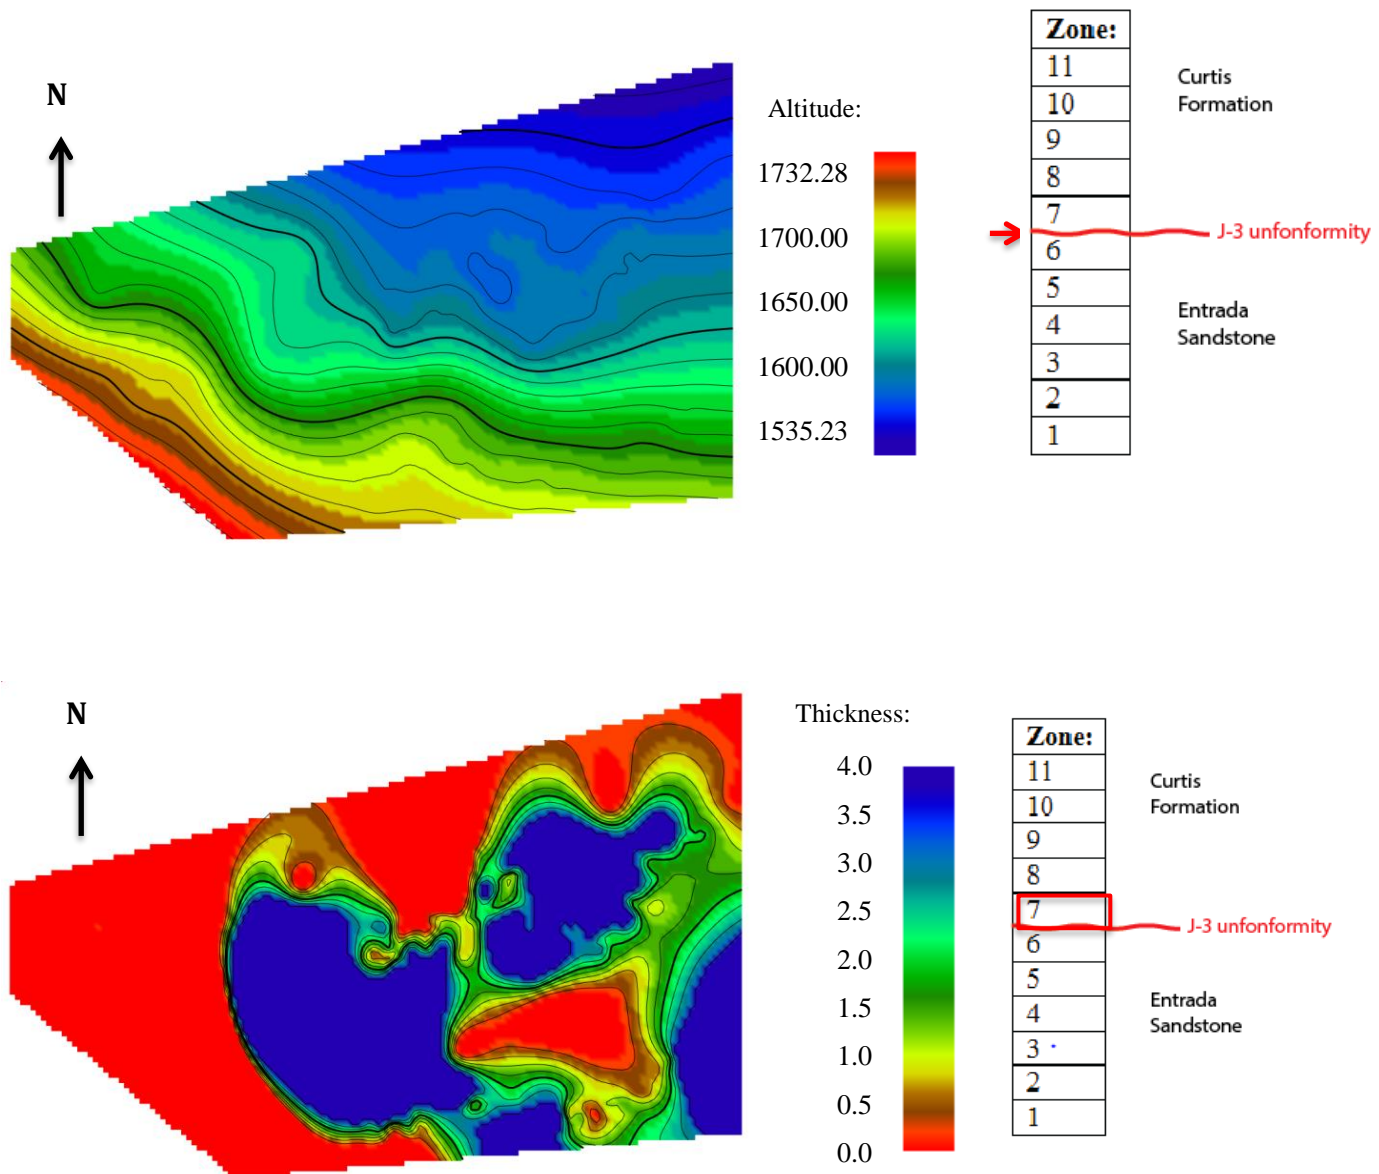 N
Altitude:
1732.28
1700.00
1650.00
1600.00
1535.23
Zone:
11
10
9
8
7
6
5
4
3
2
1
Curtis
Formation
J-3 unfonformity
Entrada
Sandstone
N
Thickness:
4.0
3.5
3.0
2.5
2.0
1.5
1.0
0.5
0.0
Zone:
11
10
9
8
7
6
5
4
3
2
1
Curtis
Formation
J-3 unfonformity
Entrada
Sandstone